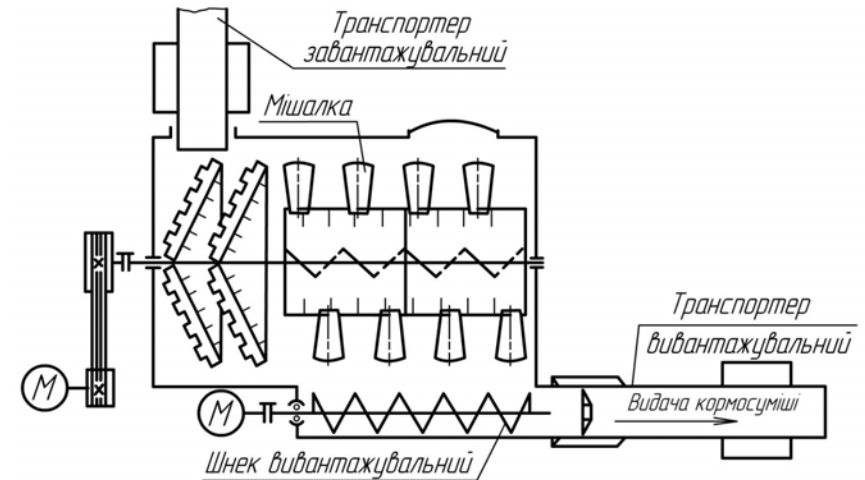 Транспортер
завантажувальний
Мішалка
Транспортер
вивантажувальний
М
М
Видача кормосуміші
Шнек вивантажувальний